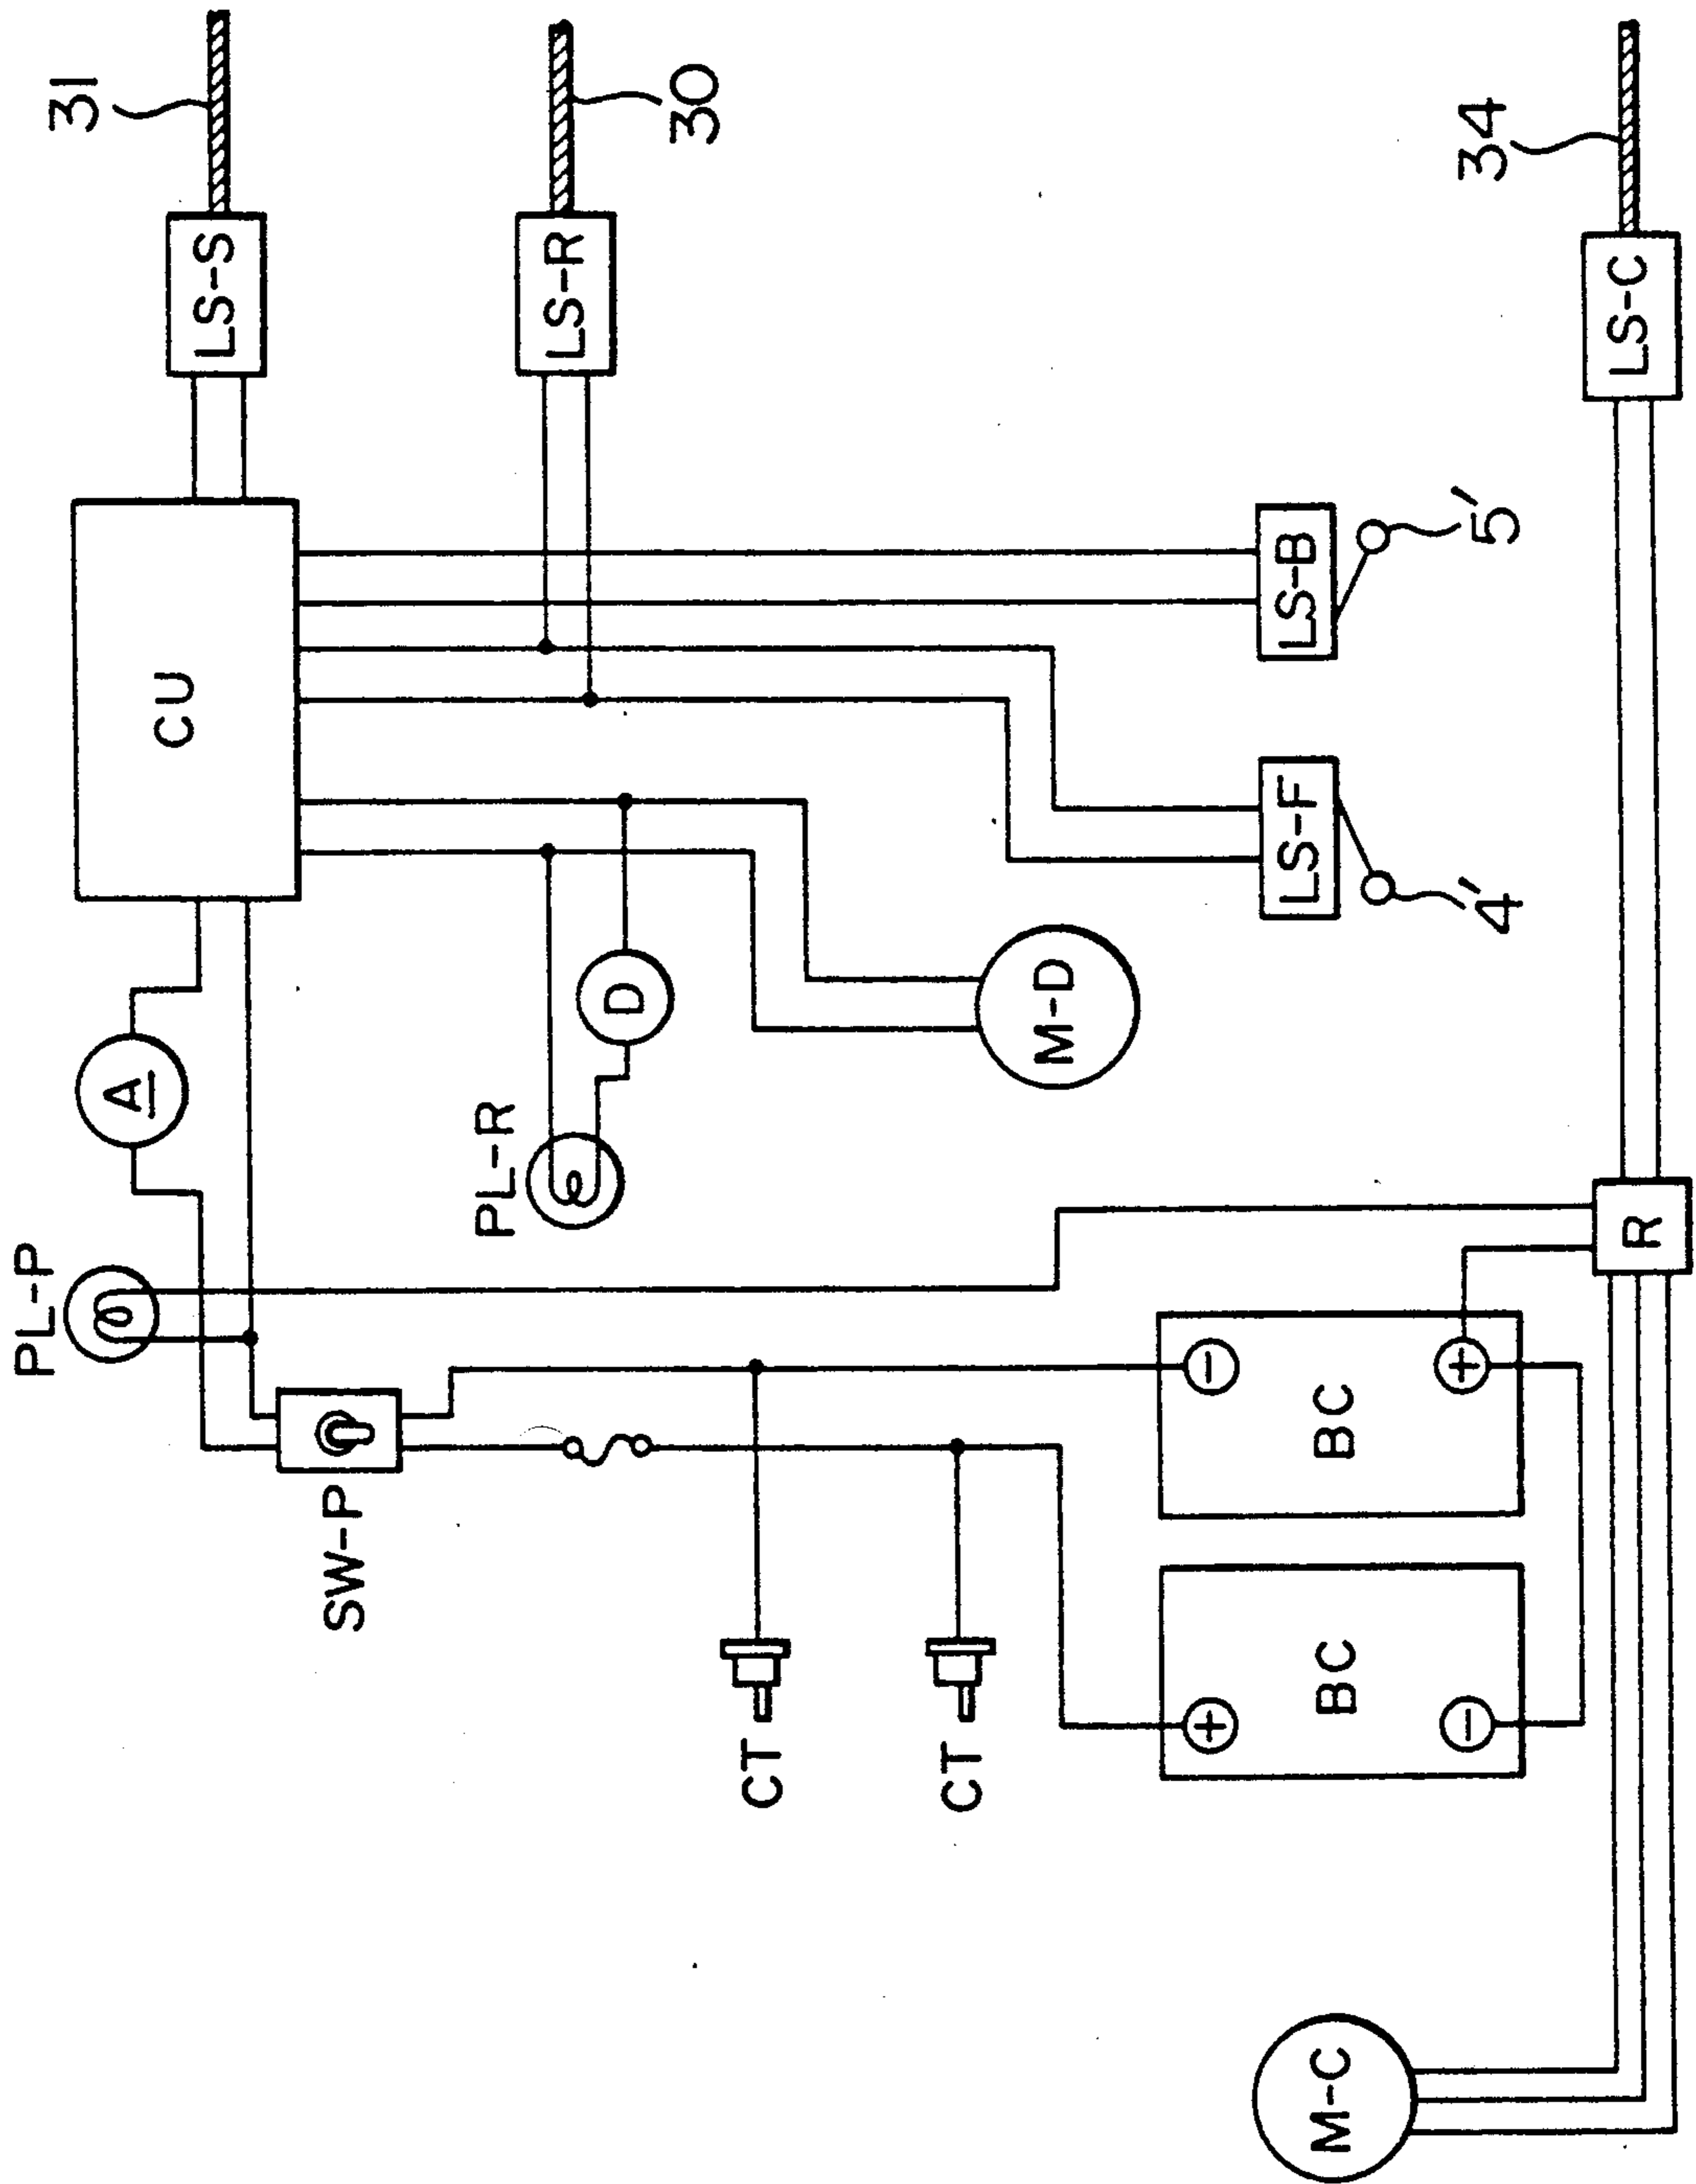 31
30
34
LS-S
LS-R
LS-C
CU
LS-B
5'
LS-F
4'
A
D
M-D
PL-R
PL-P
R
SW-P
−
+
BC
+
−
BC
CT
CT
M-C